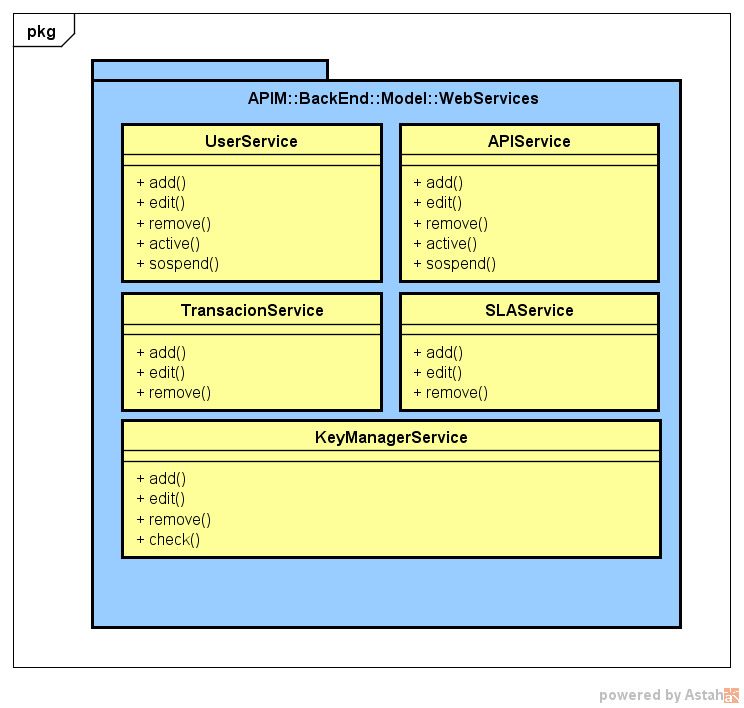 pkg
APIM::BackEnd::Model::WebServices
UserService
+ add()
+ edit()
+ remove()
+ active()
+ sospend()
APIService
+ add()
+ edit()
+ remove()
+ active()
+ sospend()
TransacionService
+ add()
+ edit()
+ remove()
SLAService
+ add()
+ edit()
+ remove()
KeyManagerService
+ add()
+ edit()
+ remove()
+ check()
powered by Astah